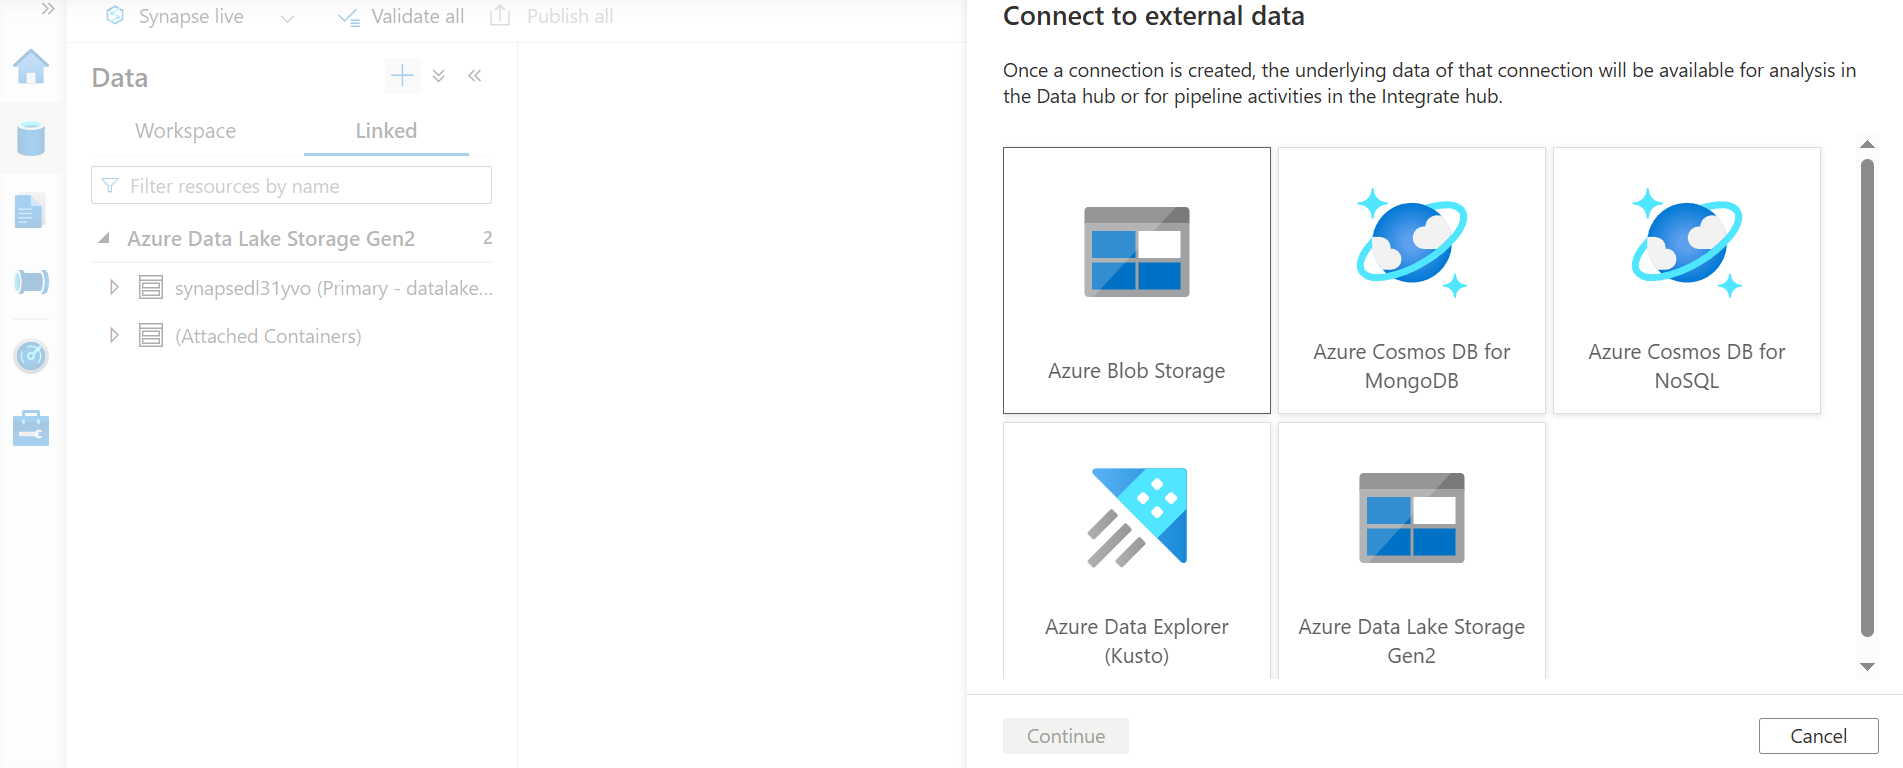 Synapse live
Validate all
Publish all
Data
Workspace
Linked
Filter resources by name
Azure Data Lake Storage Gen2 2
synapsedl31yvo (Primary - datalake...
(Attached Containers)
Connect to external data
Once a connection is created, the underlying data of that connection will be available for analysis in
the Data hub or for pipeline activities in the Integrate hub.
Azure Blob Storage
Azure Cosmos DB for
MongoDB
Azure Cosmos DB for
NoSQL
Azure Data Explorer
(Kusto)
Azure Data Lake Storage
Gen2
Continue
Cancel